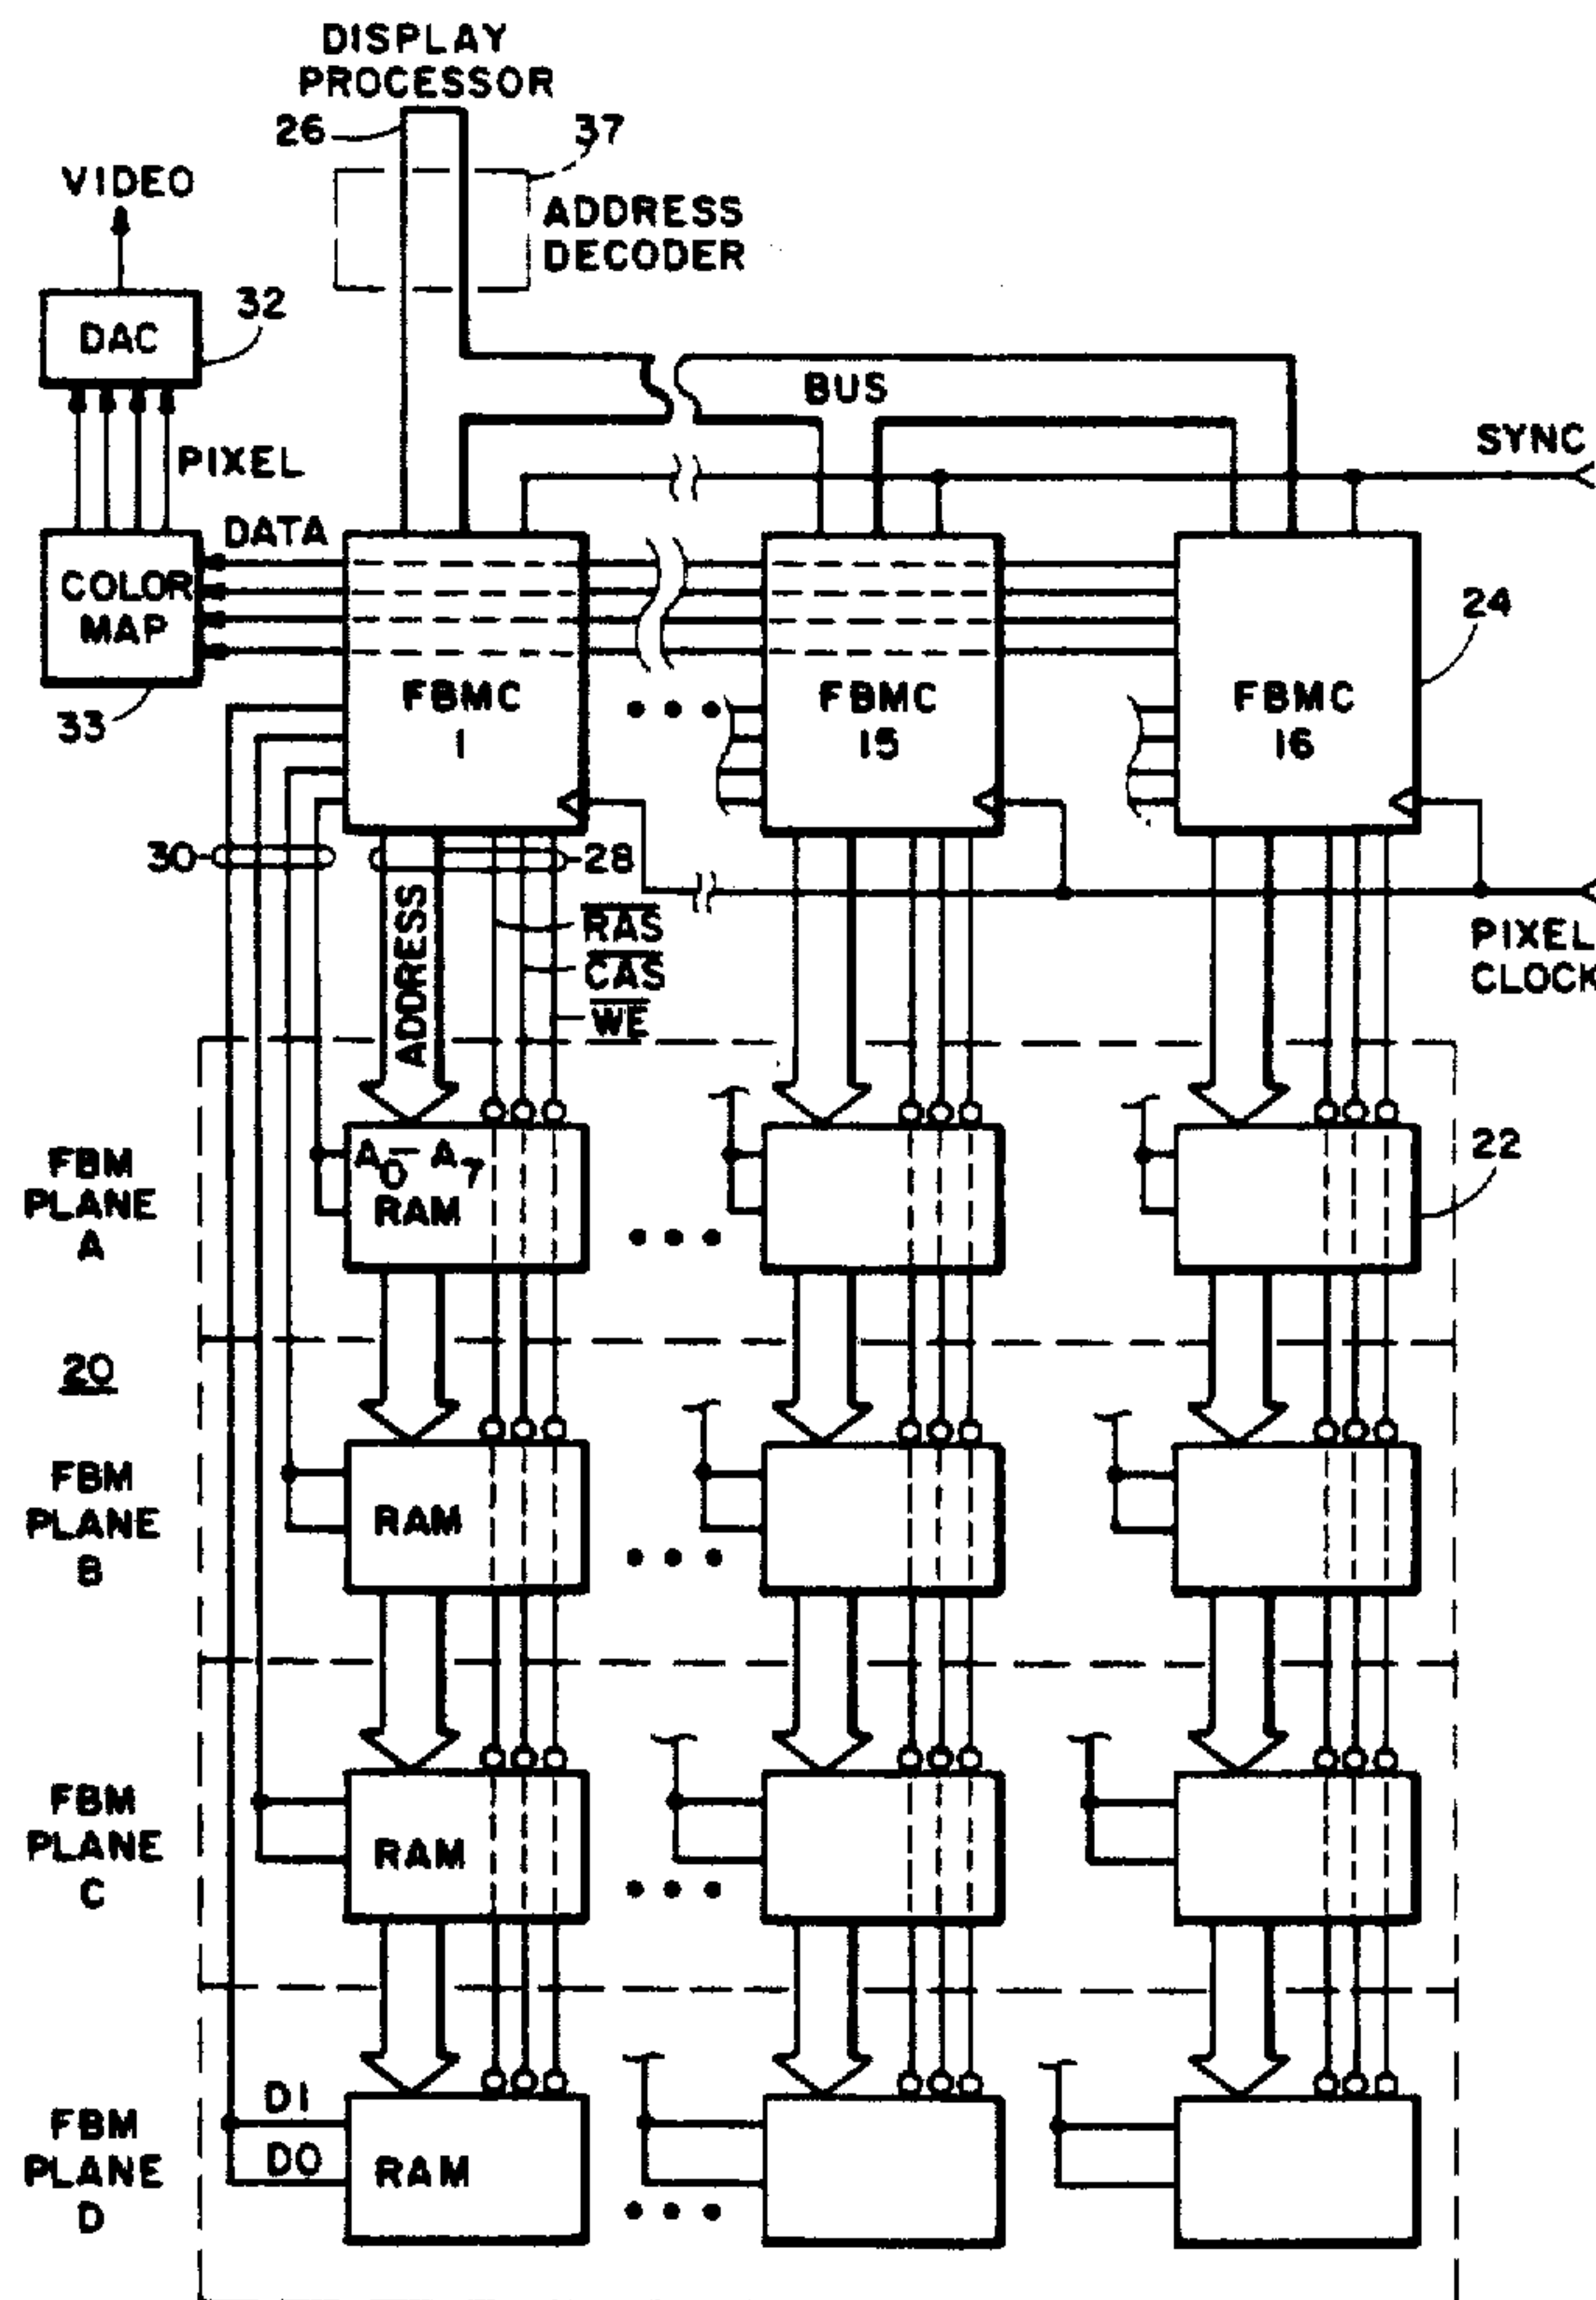 DISPLAY
PROCESSOR
26
37
VIDEO
ADDRESS
DECODER
DAC
32
BUS
SYNC
PIXEL
DATA
COLOR
MAP
33
FBMC
1
• • •
FBMC
15
FBMC
16
24
30
28
ADDRESS
RAS
CAS
WE
PIXEL
CLOCK
FBM
PLANE
A
A0-A7
RAM
• • •
22
20
FBM
PLANE
B
RAM
• • •
FBM
PLANE
C
RAM
• • •
FBM
PLANE
D
DI
DO
RAM
• • •